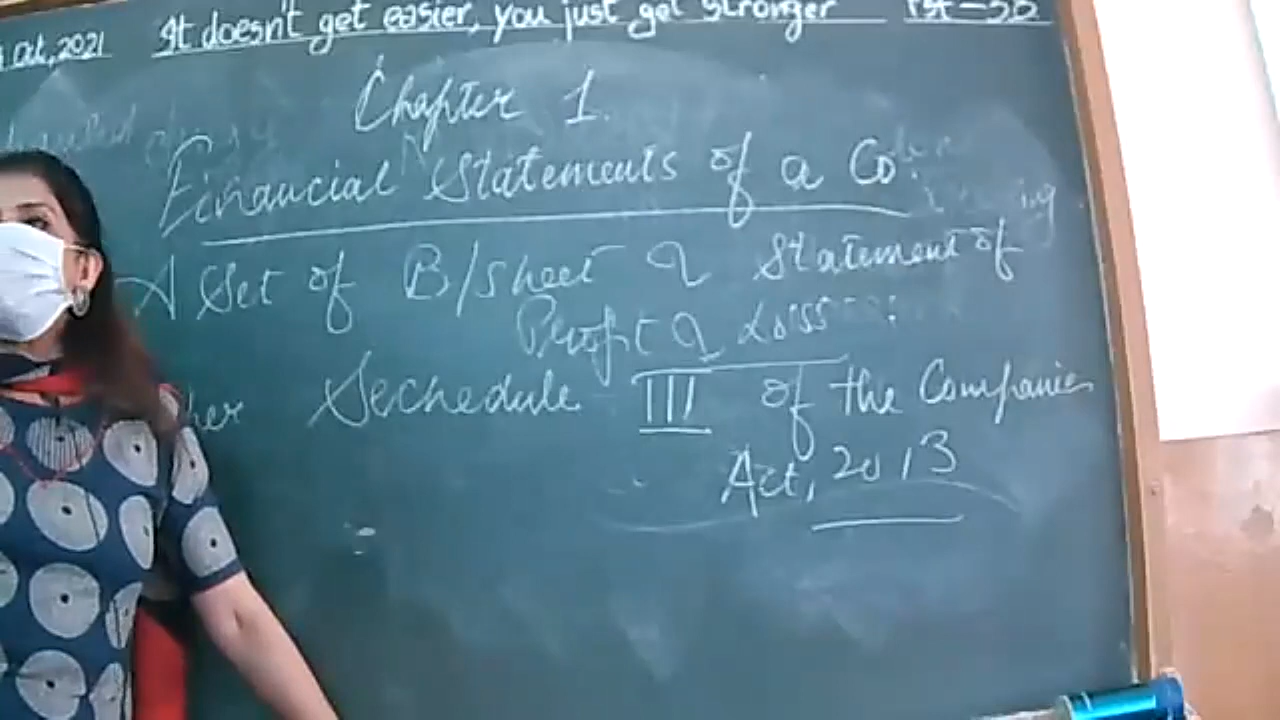 Oct, 2021 It doesn't get easier, you just get stronger
Chapter 1.
Financial Statements of a Co.
A Set of B/Sheet & Statement of
Profit & Loss :
Sechedule III of the Companies
Act, 2013